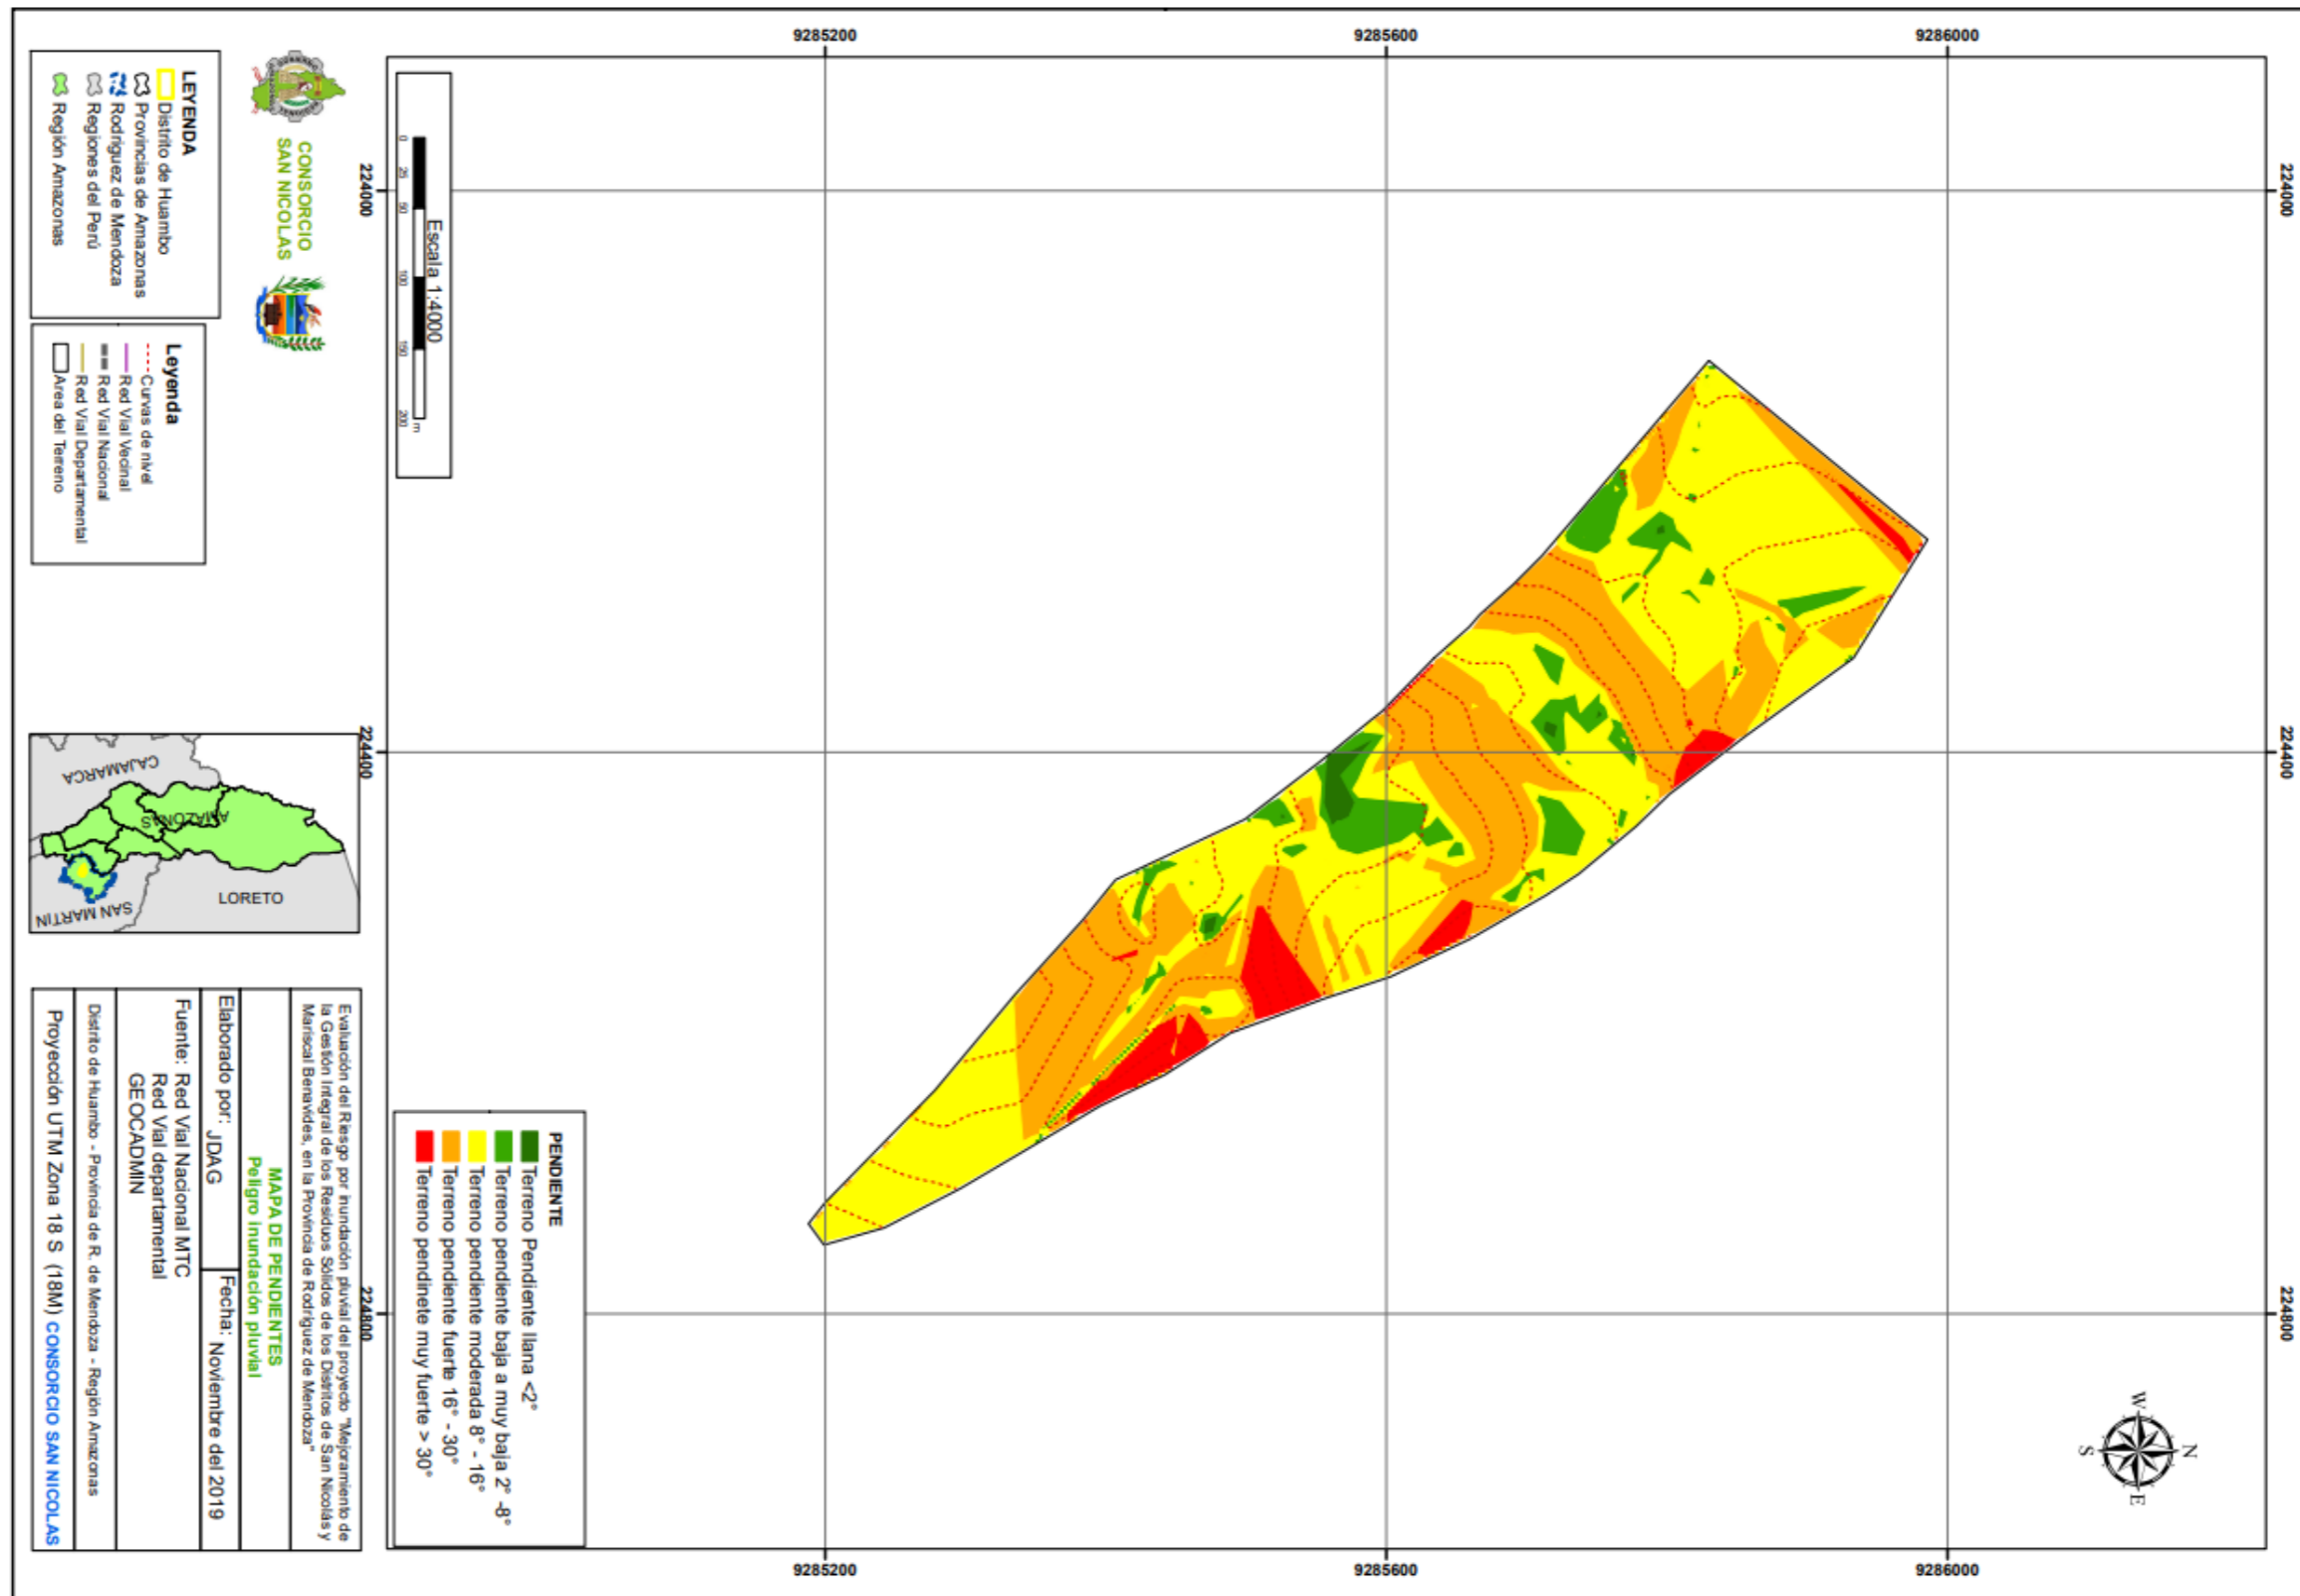 9285200
9285600
9286000
224000
224400
224800
224000
224400
224800
9285200
9285600
9286000
N
W
E
S
PENDIENTE
Terreno Pendiente llana <2°
Terreno pendiente baja a muy baja 2° -8°
Terreno pendiente moderada 8° - 16°
Terreno pendiente fuerte 16° - 30°
Terreno pendinete muy fuerte > 30°
Escala 1:4000
0 25 50 100 150 200
m
CONSORCIO
SAN NICOLAS
LEYENDA
Distrito de Huambo
Provincias de Amazonas
Rodriguez de Mendoza
Regiones del Perú
Región Amazonas
Leyenda
Curvas de nivel
Red Vial Vecinal
Red Vial Nacional
Red Vial Departamental
Area del Terreno
CAJAMARCA
AMAZONAS
LORETO
SAN MARTIN
Evaluación del Riesgo por inundación pluvial del proyecto "Mejoramiento de
la Gestión Integral de los Residuos Sólidos de los Distritos de San Nicolás y
Mariscal Benavides, en la Provincia de Rodríguez de Mendoza"
MAPA DE PENDIENTES
Peligro inundación pluvial
Elaborado por: JDAG
Fecha: Noviembre del 2019
Fuente: Red Vial Nacional MTC
Red Vial departamental
GEOCADMIN
Distrito de Huambo - Provincia de R. de Mendoza - Región Amazonas
Proyección UTM Zona 18 S (18M) CONSORCIO SAN NICOLAS